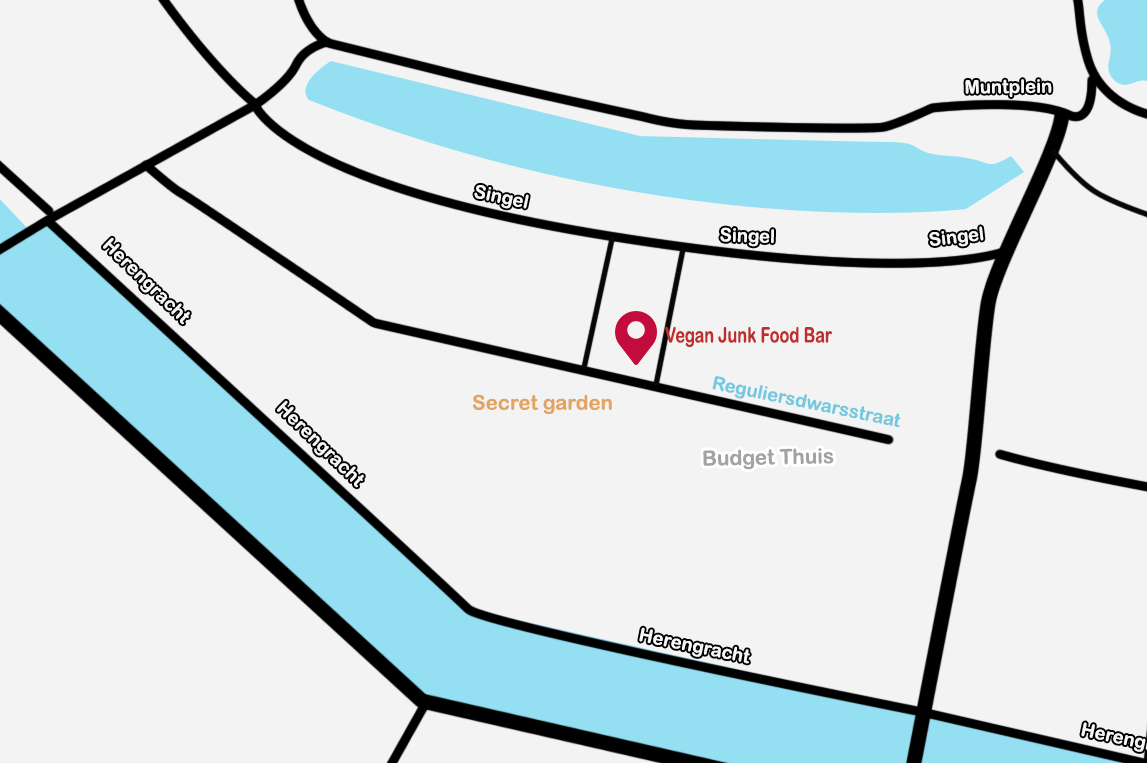 Muntplein
Singel
Singel
Singel
Herengracht
Vegan Junk Food Bar
Reguliersdwarsstraat
Secret garden
Herengracht
Budget Thuis
Herengracht
Hereng